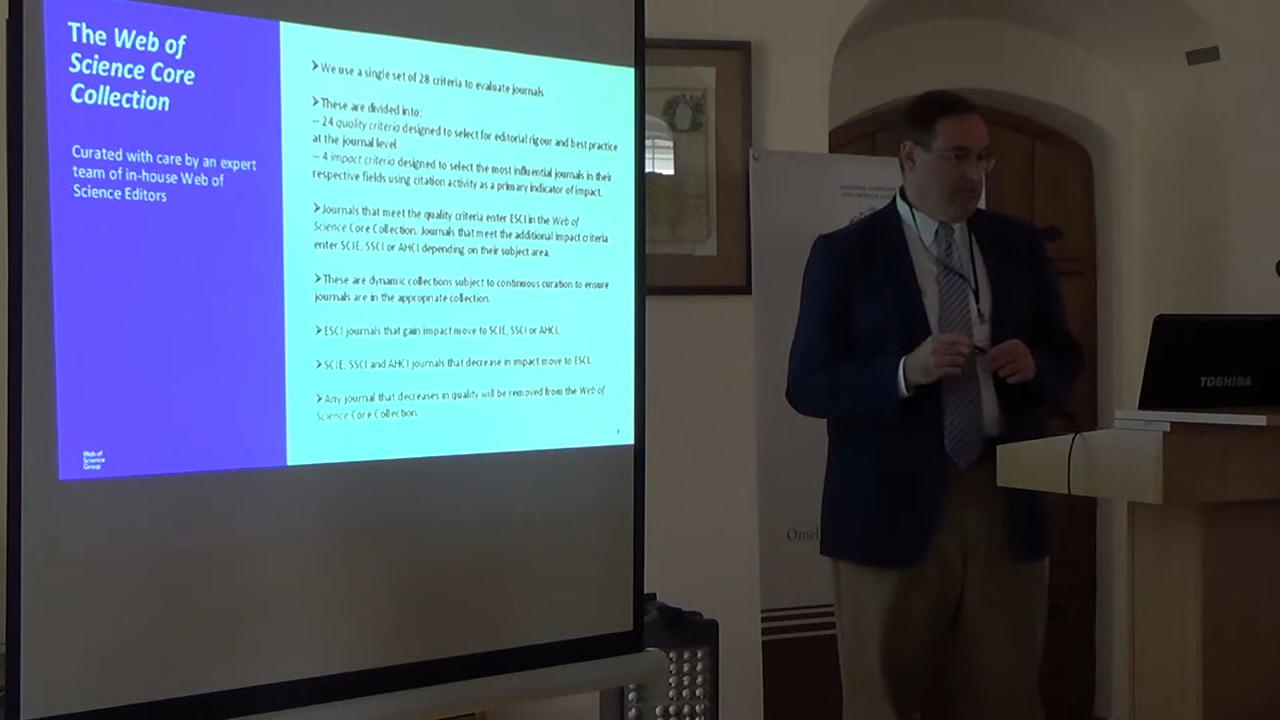 The Web of
Science Core
Collection
Curated with care by an expert
team of in-house Web of
Science Editors
Web of
Science
Group
➤We use a single set of 28 criteria to evaluate journals
➤These are divided into:
– 24 quality criteria designed to select for editorial rigour and best practice
at the journal level
– 4 impact criteria designed to select the most influential journals in their
respective fields using citation activity as a primary indicator of impact.
➤Journals that meet the quality criteria enter ESCI in the Web of
Science Core Collection. Journals that meet the additional impact criteria
enter SCIE, SSCI or AHCI depending on their subject area.
➤These are dynamic collections subject to continuous curation to ensure
journals are in the appropriate collection.
➤ESCI journals that gain impact move to SCIE, SSCI or AHCI.
➤SCIE, SSCI and AHCI journals that decrease in impact move to ESCI.
➤Any journal that decreases in quality will be removed from the Web of
Science Core Collection.
TOSHIBA